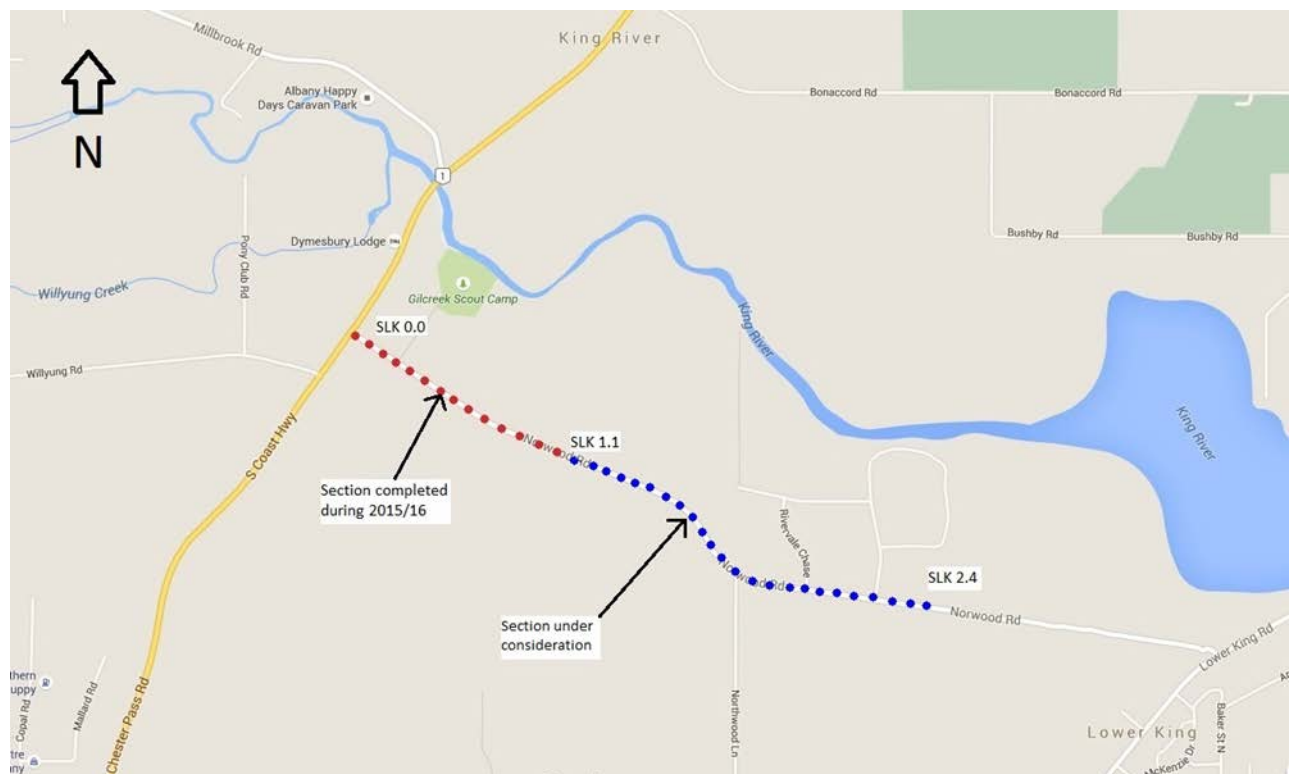 King River
Millbrook Rd
N
Albany Happy
Days Caravan Park
Bonaccord Rd
Bonaccord Rd
1
Dymesbury Lodge
Pony Club Rd
Bushby Rd
Bushby Rd
Willyung Creek
Gilcreek Scout Camp
King River
SLK 0.0
Willyung Rd
King River
S Coast Hwy
Norwood Rd
SLK 1.1
Section completed
during 2015/16
Rivervale Chase
Norwood Rd
SLK 2.4
Norwood Rd
Section under
consideration
Lower King Rd
Chester Pass Rd
thern
uppy
Copal Rd
Mallard Rd
Northwood Ln
Lower King
Baker St N
McKenzie Dr
tre
any